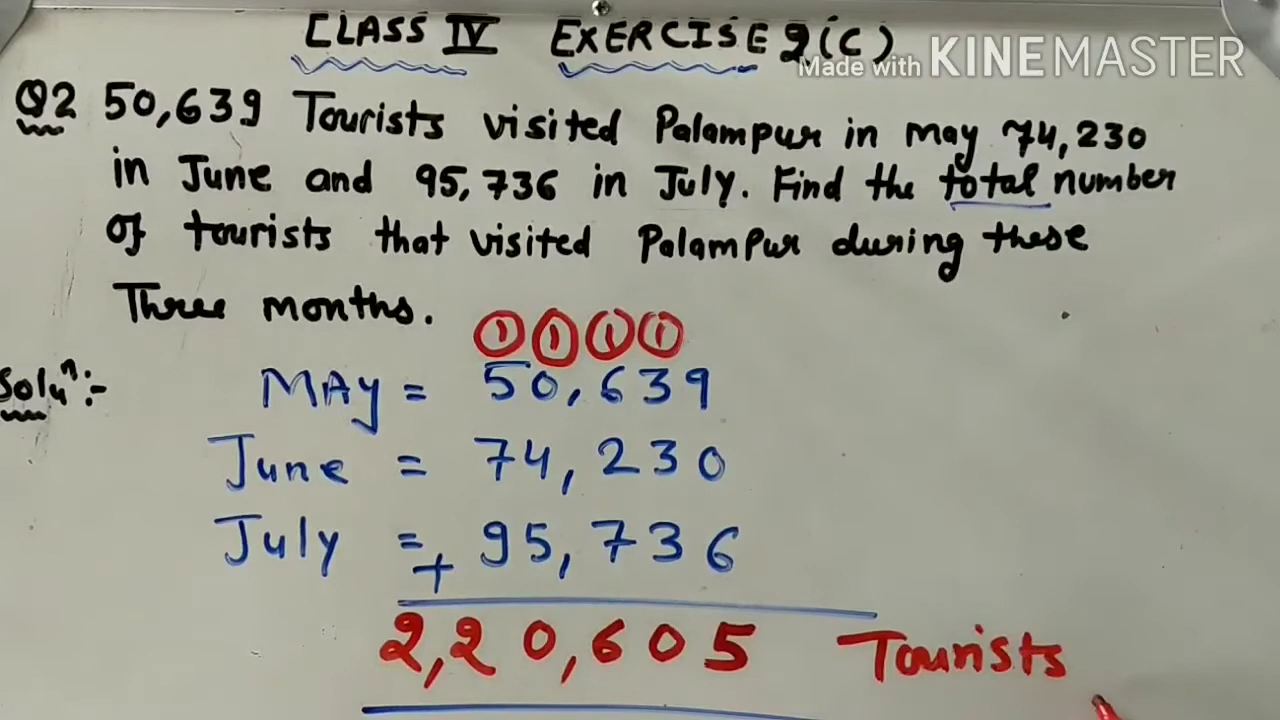 CLASS IV EXERCISE 2(C)
Made with KINEMASTER
Q2 50,639 Tourists visited Palampur in may 74,230
in June and 95,736 in July. Find the total number
of tourists that visited Palampur during these
Three months.
1 1 1 1
Solun:-
MAY = 50,639
June = 74,230
July = + 95,736
2,20,605 Tourists